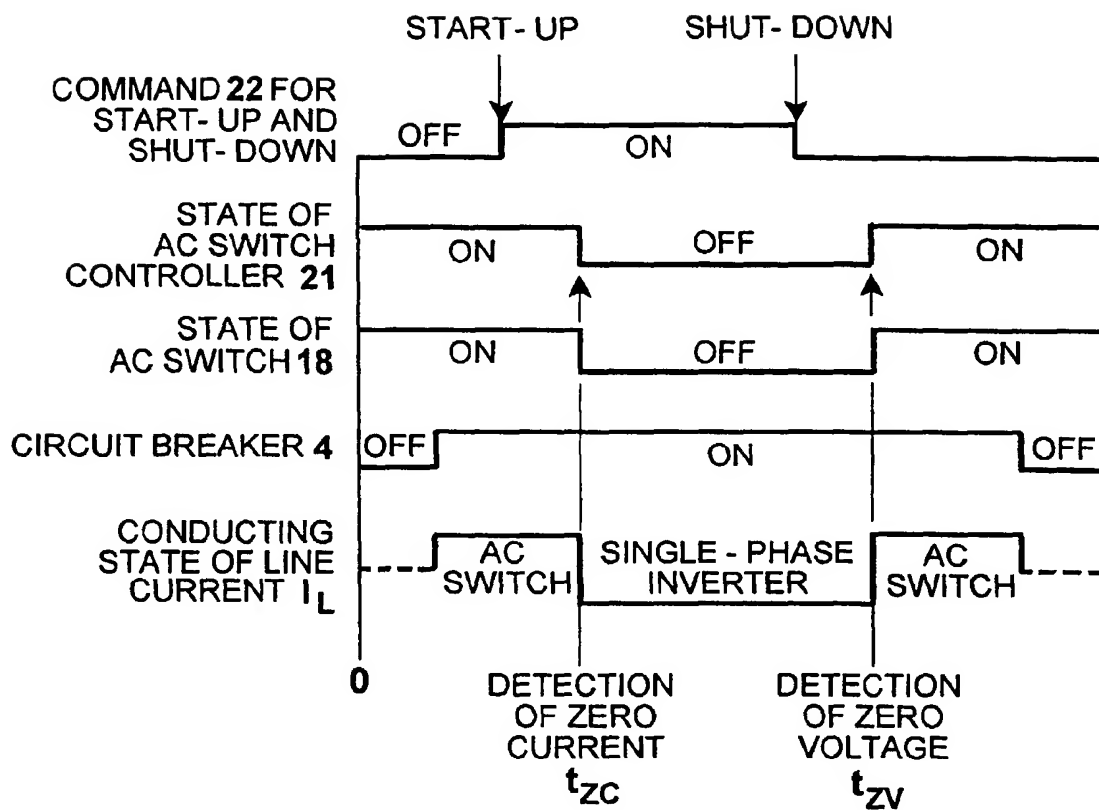 START-UP
SHUT-DOWN
COMMAND 22 FOR
START-UP AND
SHUT-DOWN
OFF
ON
STATE OF
AC SWITCH
CONTROLLER 21
ON
OFF
ON
STATE OF
AC SWITCH 18
ON
OFF
ON
CIRCUIT BREAKER 4
OFF
ON
OFF
CONDUCTING
STATE OF LINE
CURRENT IL
AC
SWITCH
SINGLE-PHASE
INVERTER
AC
SWITCH
0
DETECTION
OF ZERO
CURRENT
tZC
DETECTION
OF ZERO
VOLTAGE
tZV